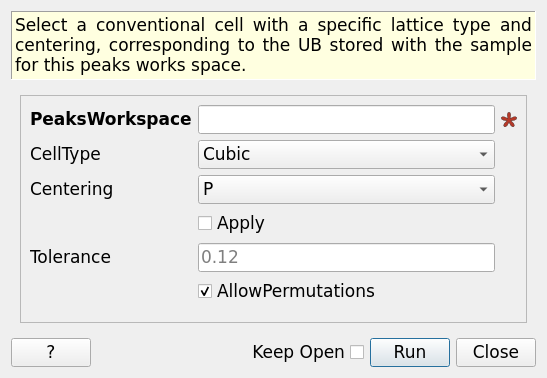 Select a conventional cell with a specific lattice type and
centering, corresponding to the UB stored with the sample
for this peaks works space.
PeaksWorkspace *
CellType Cubic
Centering P
Apply
Tolerance 0.12
AllowPermutations
? Keep Open Run Close